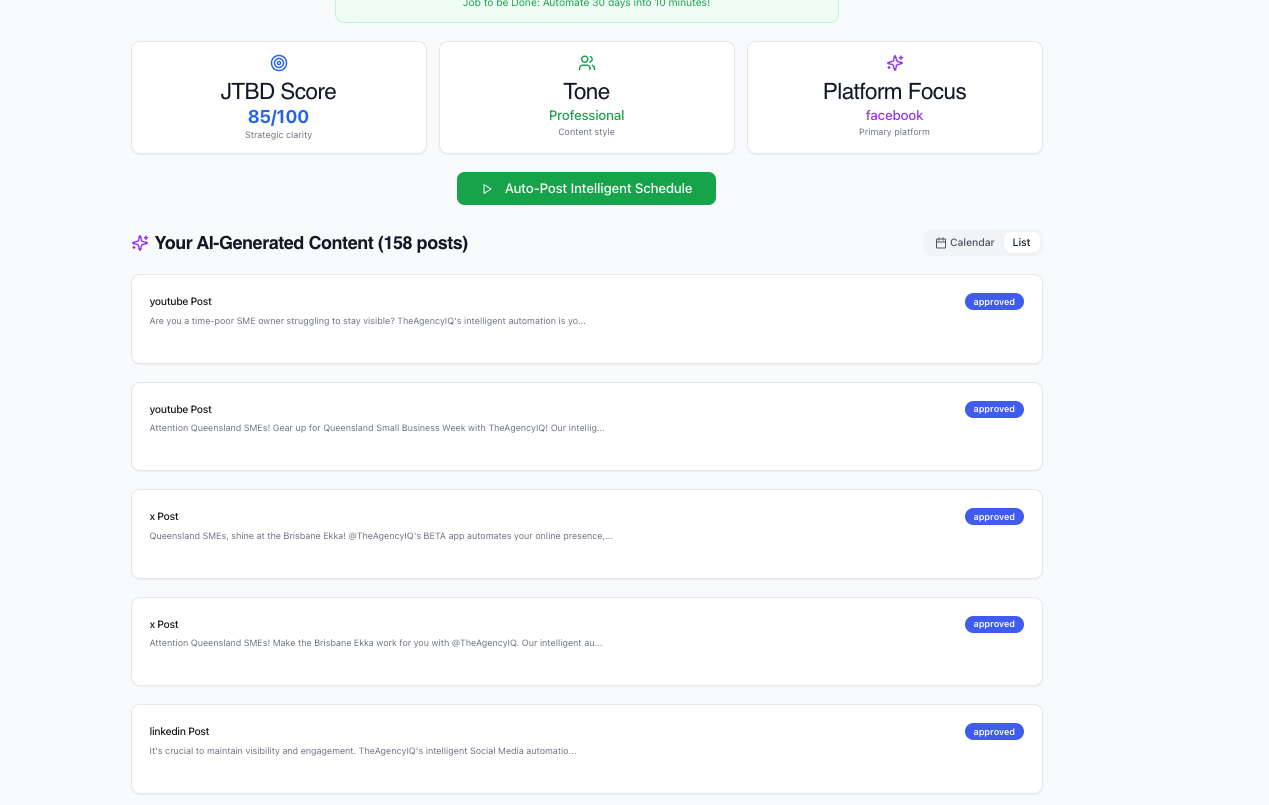 Job to be Done: Automate 30 days into 10 minutes!
JTBD Score
85/100
Strategic clarity
Tone
Professional
Content style
Platform Focus
facebook
Primary platform
Auto-Post Intelligent Schedule
Your AI-Generated Content (158 posts)
Calendar
List
youtube Post
approved
Are you a time-poor SME owner struggling to stay visible? TheAgencyIQ's intelligent automation is yo...
youtube Post
approved
Attention Queensland SMEs! Gear up for Queensland Small Business Week with TheAgencyIQ! Our intellig...
x Post
approved
Queensland SMEs, shine at the Brisbane Ekka! @TheAgencyIQ's BETA app automates your online presence,...
x Post
approved
Attention Queensland SMEs! Make the Brisbane Ekka work for you with @TheAgencyIQ. Our intelligent au...
linkedin Post
approved
It's crucial to maintain visibility and engagement. TheAgencyIQ's intelligent Social Media automatio...